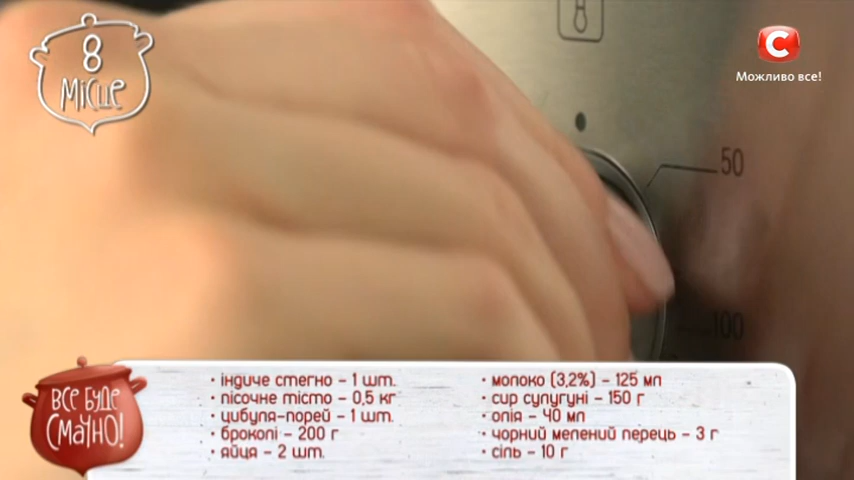 8
місце
С
Можливо все!
50
100
ВСЕ БУДЕ
СМАЧНО!
• індиче стегно – 1 шт.
• пісочне тісто – 0,5 кг
• цибуля-порей – 1 шт.
• броколі – 200 г
• яйця – 2 шт.
• молоко (3,2%) – 125 мл
• сир сулугуні – 150 г
• олія – 40 мл
• чорний мелений перець – 3 г
• сіль – 10 г